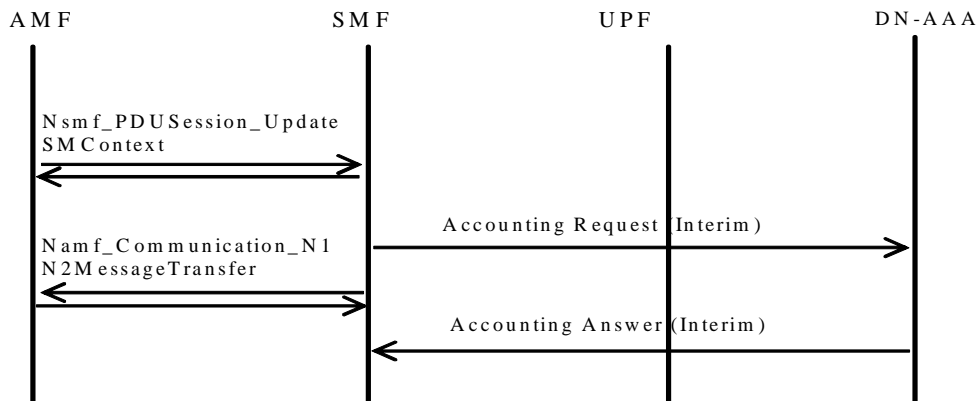 AMF SMF UPF DN-AAA
Nsmf_PDUSession_Update
SMContext
Accounting Request (Interim)
Namf_Communication_N1
N2MessageTransfer
Accounting Answer (Interim)